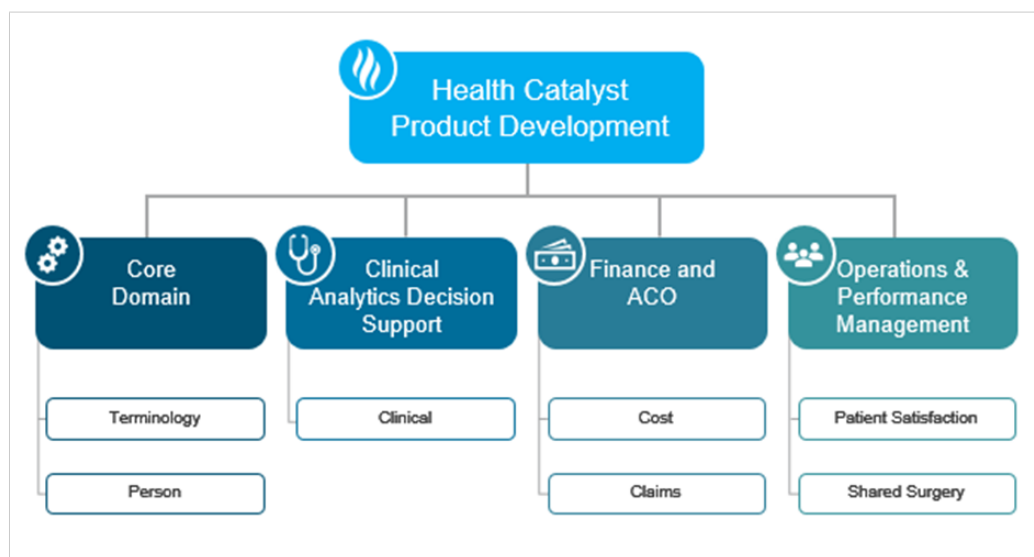 Health Catalyst
Product Development
Core
Domain
Clinical
Analytics Decision
Support
Finance and
ACO
Operations &
Performance
Management
Terminology
Clinical
Cost
Patient Satisfaction
Person
Claims
Shared Surgery